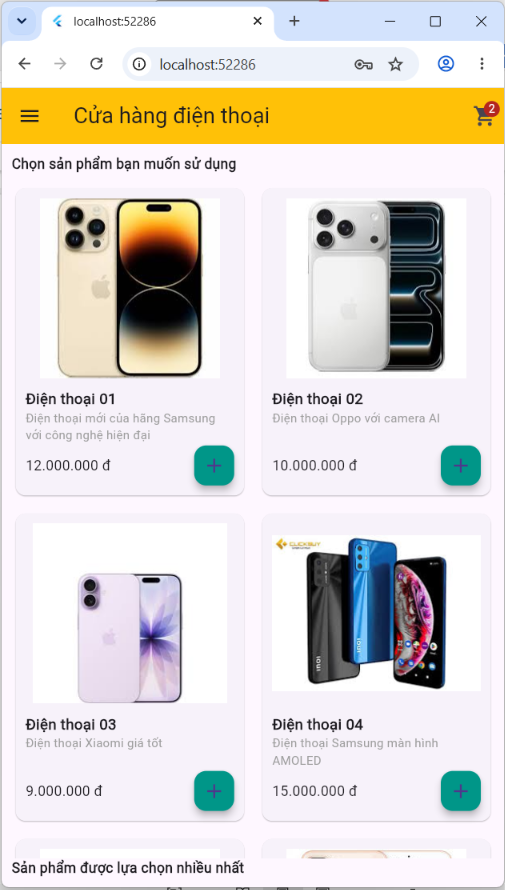 localhost:52286
localhost:52286
Cửa hàng điện thoại
2
Chọn sản phẩm bạn muốn sử dụng
Điện thoại 01
Điện thoại mới của hãng Samsung
với công nghệ hiện đại
12.000.000 đ
Điện thoại 02
Điện thoại Oppo với camera AI
10.000.000 đ
Điện thoại 03
Điện thoại Xiaomi giá tốt
9.000.000 đ
CLICKBUY
imoi
imoi
Điện thoại 04
Điện thoại Samsung màn hình
AMOLED
15.000.000 đ
Sản phẩm được lựa chọn nhiều nhất